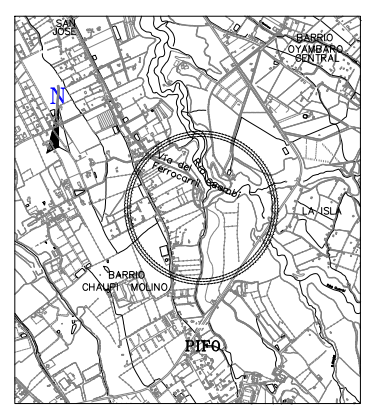 SAN
JOSE
BARRIO
OYAMBARO
CENTRAL
N
Via del
Ferrocarril
LA ISLA
BARRIO
CHAUPI MOLINO
PIFO